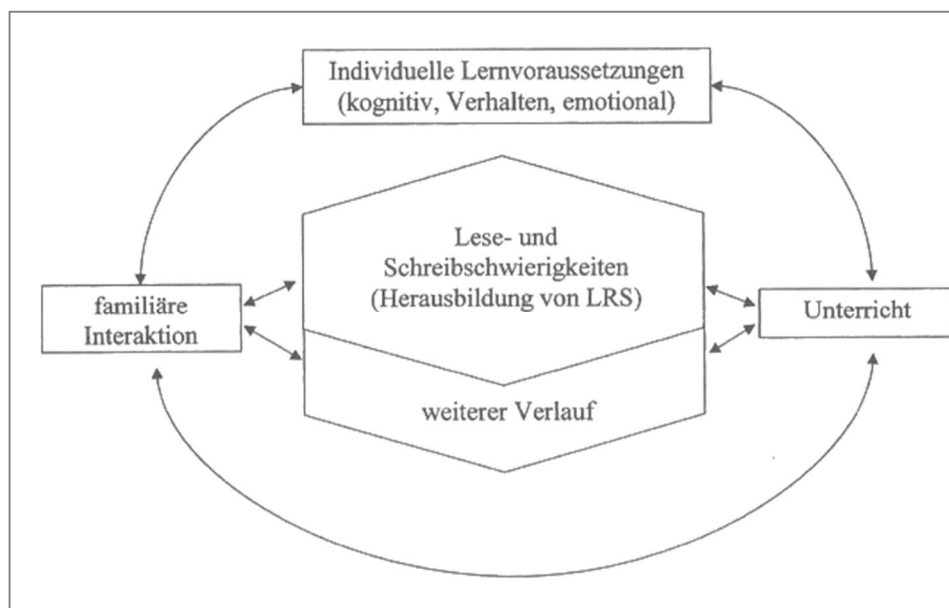 Individuelle Lernvoraussetzungen
(kognitiv, Verhalten, emotional)
Lese- und
Schreibschwierigkeiten
(Herausbildung von LRS)
familiäre
Interaktion
Unterricht
weiterer Verlauf